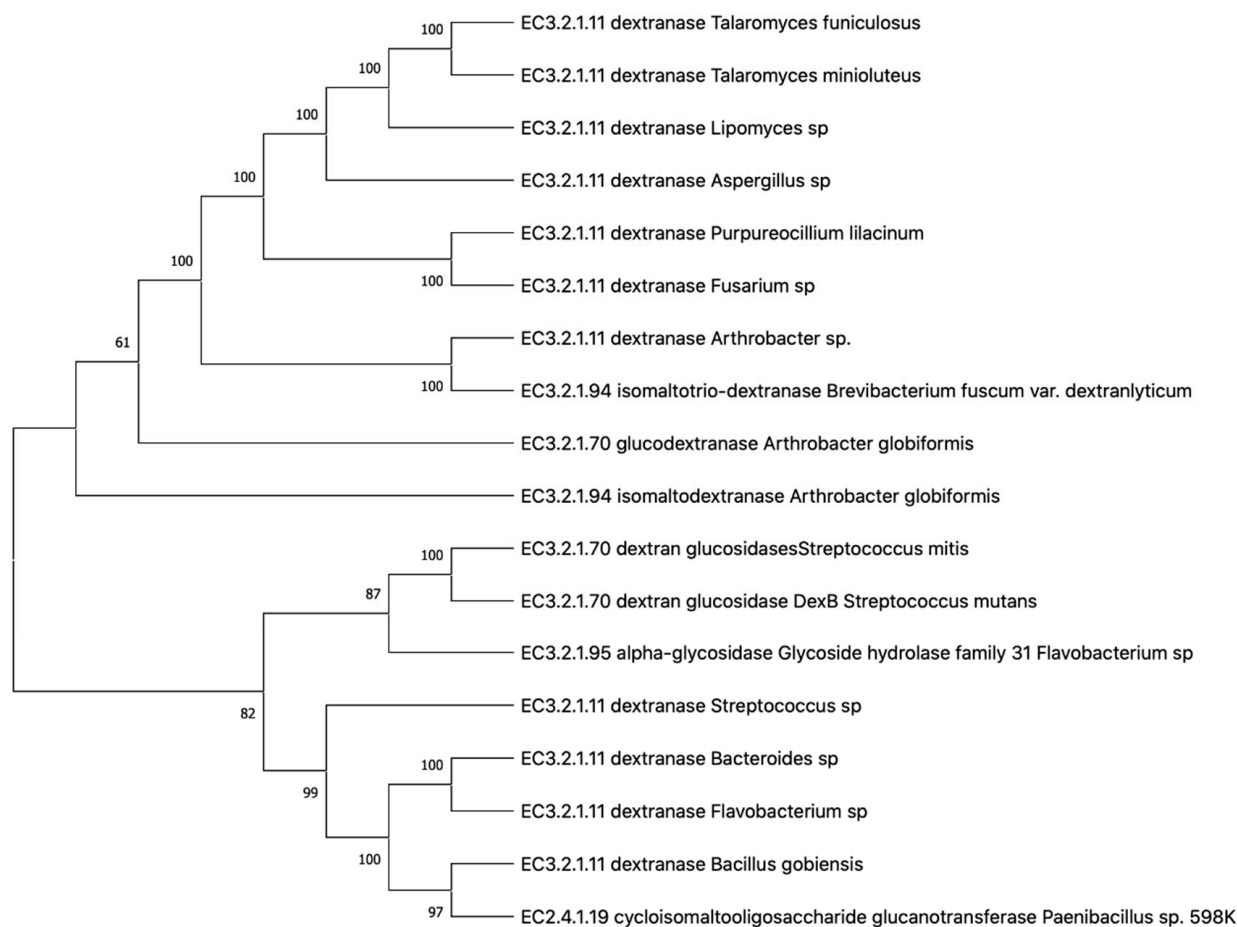 100
EC3.2.1.11 dextranase Talaromyces funiculosus
100
EC3.2.1.11 dextranase Talaromyces minioluteus
100
EC3.2.1.11 dextranase Lipomyces sp
100
EC3.2.1.11 dextranase Aspergillus sp
EC3.2.1.11 dextranase Purpureocillium lilacinum
100
100
EC3.2.1.11 dextranase Fusarium sp
61
EC3.2.1.11 dextranase Arthrobacter sp.
100
EC3.2.1.94 isomaltotrio-dextranase Brevibacterium fuscum var. dextranlyticum
EC3.2.1.70 glucodextranase Arthrobacter globiformis
EC3.2.1.94 isomaltodextranase Arthrobacter globiformis
100
EC3.2.1.70 dextran glucosidasesStreptococcus mitis
87
EC3.2.1.70 dextran glucosidase DexB Streptococcus mutans
EC3.2.1.95 alpha-glycosidase Glycoside hydrolase family 31 Flavobacterium sp
82
EC3.2.1.11 dextranase Streptococcus sp
100
EC3.2.1.11 dextranase Bacteroides sp
99
EC3.2.1.11 dextranase Flavobacterium sp
100
EC3.2.1.11 dextranase Bacillus gobiensis
97
EC2.4.1.19 cycloisomaltooligosaccharide glucanotransferase Paenibacillus sp. 598K